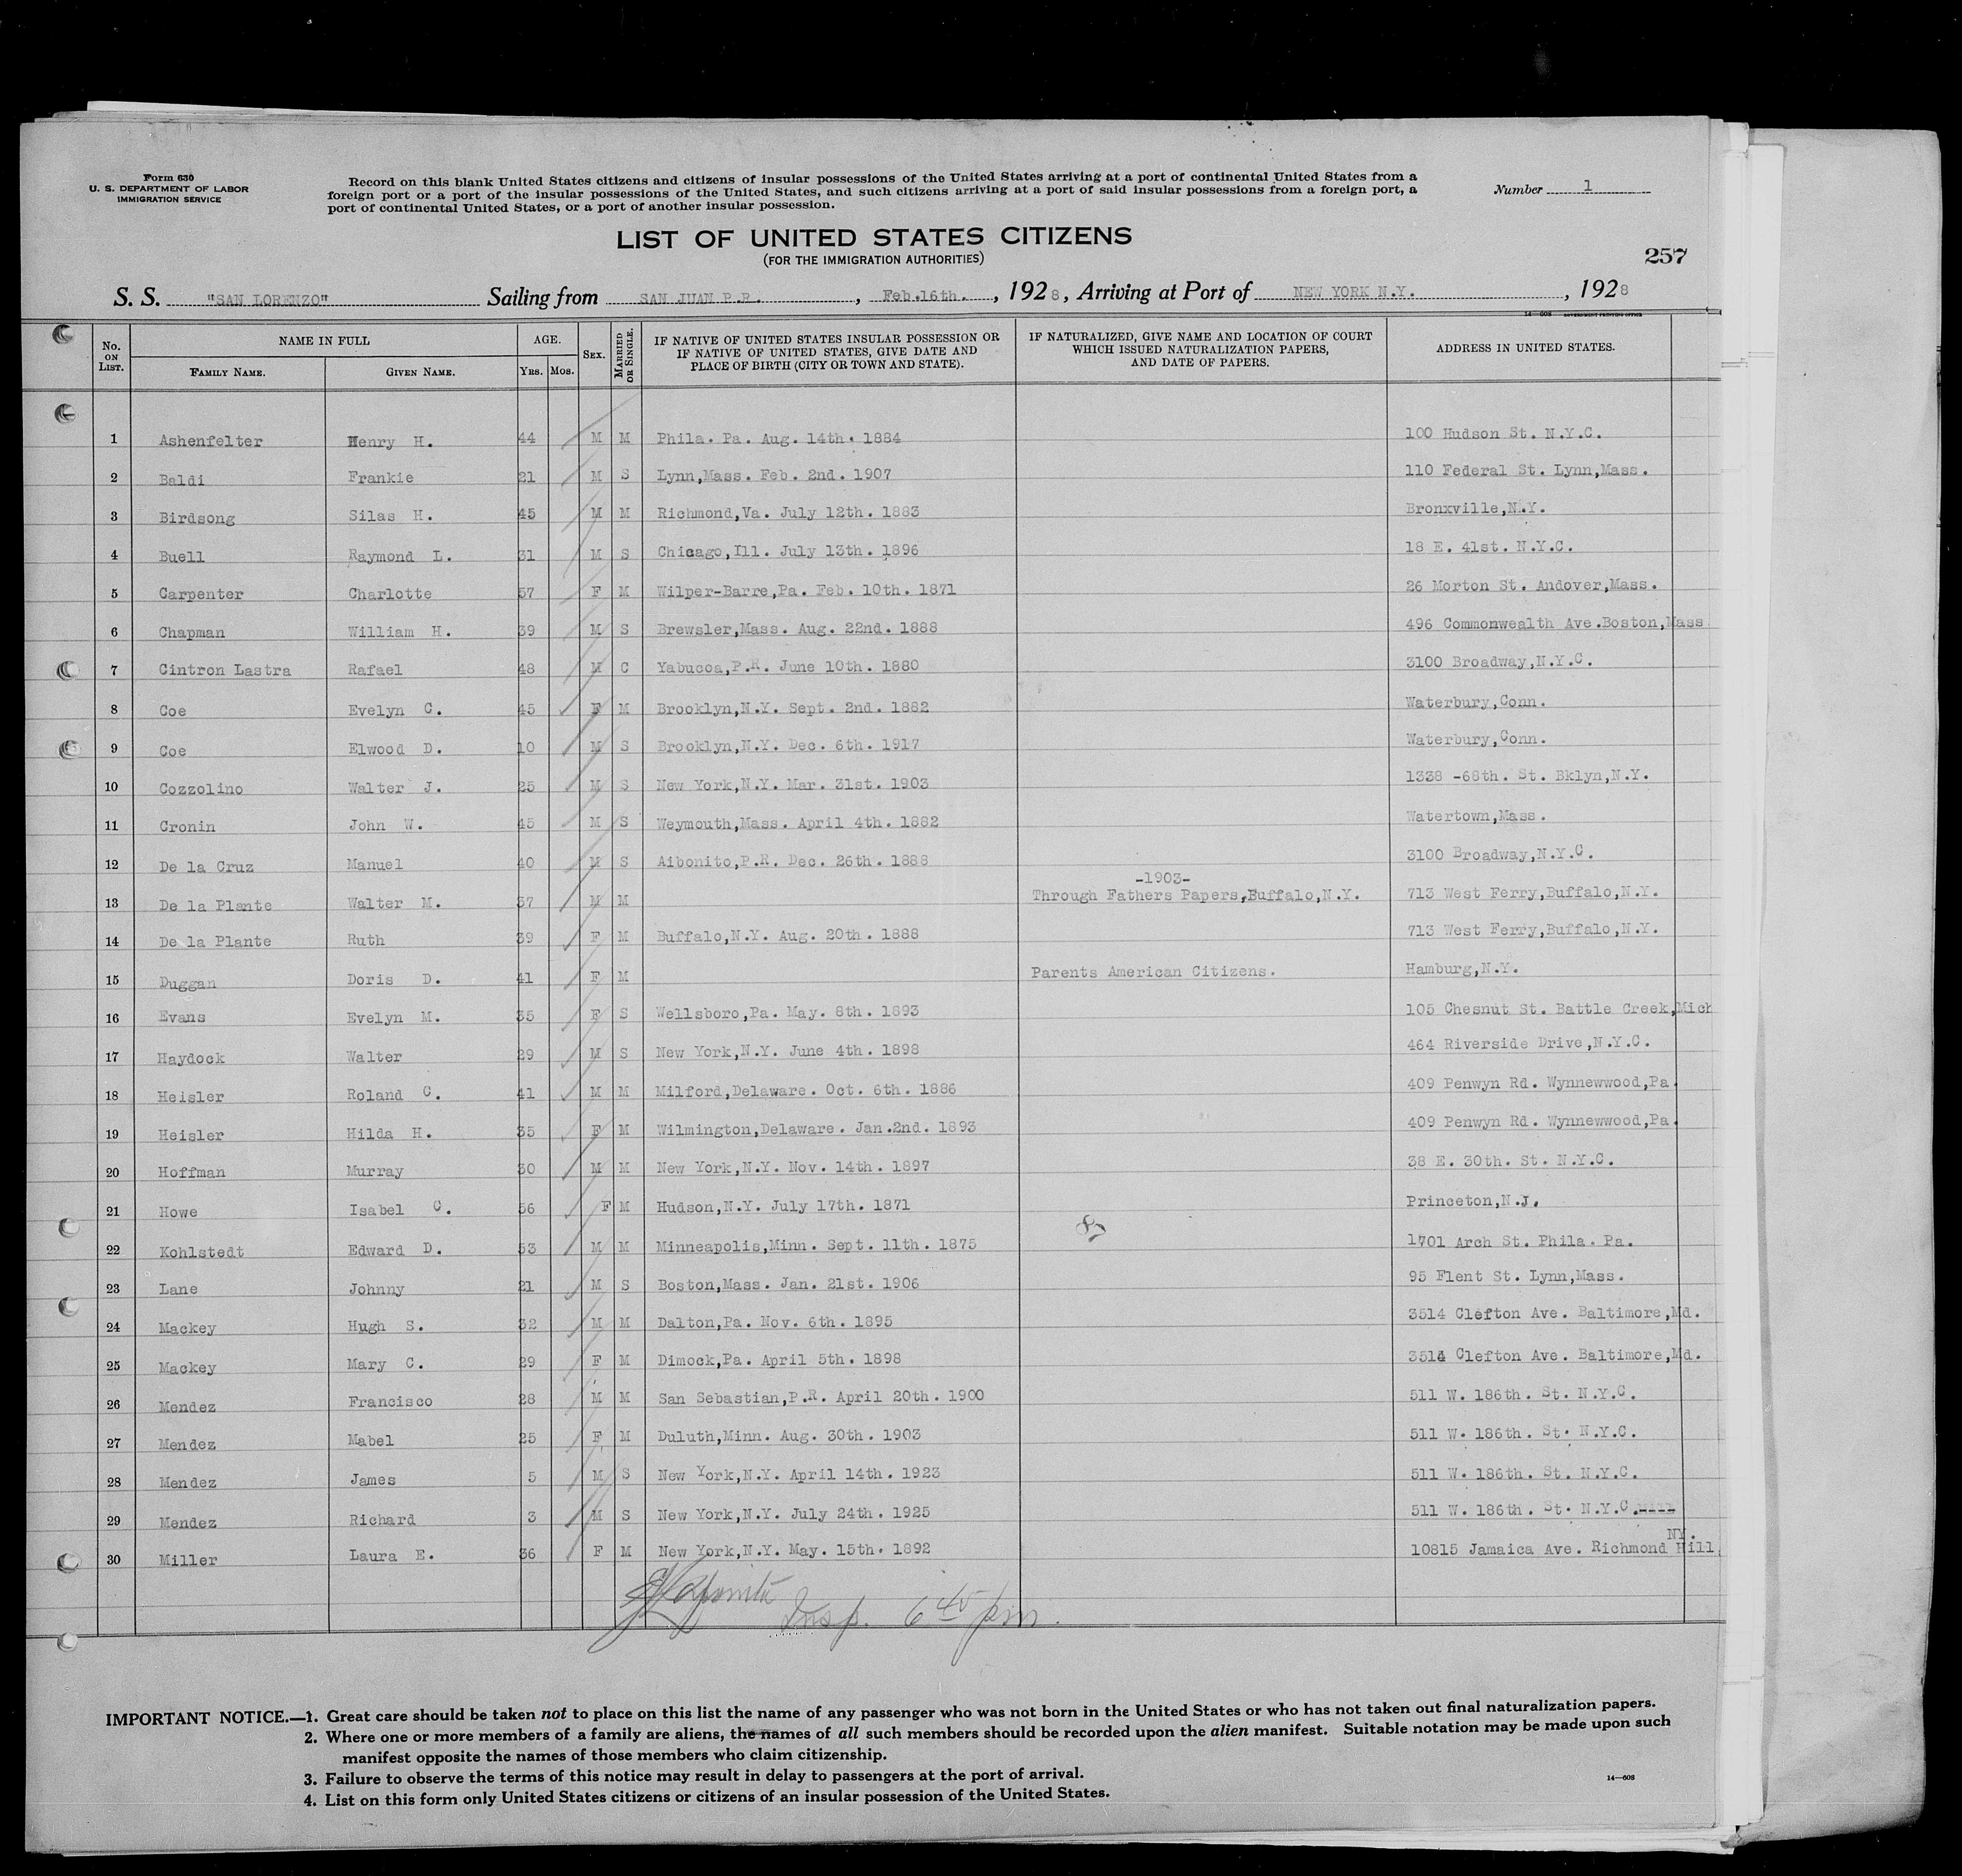 Form 630
U. S. DEPARTMENT OF LABOR
IMMIGRATION SERVICE
Record on this blank United States citizens and citizens of insular possessions of the United States arriving at a port of continental United States from a
foreign port or a port of the insular possessions of the United States, and such citizens arriving at a port of said insular possessions from a foreign port, a
port of continental United States, or a port of another insular possession.
Number 1
LIST OF UNITED STATES CITIZENS
(FOR THE IMMIGRATION AUTHORITIES)
257
S. S. "SAN LORENZO" Sailing from SAN JUAN P.R. , Feb.16th. , 1928, Arriving at Port of NEW YORK N.Y. , 1928
14—608 GOVERNMENT PRINTING OFFICE
No. ON LIST. NAME IN FULL FAMILY NAME. GIVEN NAME. AGE. YRS. MOS. SEX. MARRIED OR SINGLE. IF NATIVE OF UNITED STATES INSULAR POSSESSION OR IF NATIVE OF UNITED STATES, GIVE DATE AND PLACE OF BIRTH (CITY OR TOWN AND STATE). IF NATURALIZED, GIVE NAME AND LOCATION OF COURT WHICH ISSUED NATURALIZATION PAPERS, AND DATE OF PAPERS. ADDRESS IN UNITED STATES.
1 Ashenfelter Henry H. 44 M M Phila. Pa. Aug. 14th. 1884 100 Hudson St. N.Y.C.
2 Baldi Frankie 21 M S Lynn,Mass. Feb. 2nd. 1907 110 Federal St. Lynn,Mass.
3 Birdsong Silas H. 45 M M Richmond,Va. July 12th. 1883 Bronxville,N.Y.
4 Buell Raymond L. 31 M S Chicago,Ill. July 13th. 1896 18 E. 41st. N.Y.C.
5 Carpenter Charlotte 57 F M Wilper-Barre,Pa. Feb. 10th. 1871 26 Morton St. Andover,Mass.
6 Chapman William H. 39 M S Brewsler,Mass. Aug. 22nd. 1888 496 Commonwealth Ave.Boston,Mass
7 Cintron Lastra Rafael 48 M C Yabucoa,P.R. June 10th. 1880 3100 Broadway,N.Y.C.
8 Coe Evelyn C. 45 F M Brooklyn,N.Y. Sept. 2nd. 1882 Waterbury,Conn.
9 Coe Elwood D. 10 M S Brooklyn,N.Y. Dec. 6th. 1917 Waterbury,Conn.
10 Cozzolino Walter J. 25 M S New York,N.Y. Mar. 31st. 1903 1338 -68th. St. Bklyn,N.Y.
11 Cronin John W. 45 M S Weymouth,Mass. April 4th. 1882 Watertown,Mass.
12 De la Cruz Manuel 40 M S Aibonito,P.R. Dec. 26th. 1888 3100 Broadway,N.Y.C.
-1903-
13 De la Plante Walter M. 37 M M Through Fathers Papers,Buffalo,N.Y. 713 West Ferry,Buffalo,N.Y.
14 De la Plante Ruth 39 F M Buffalo,N.Y. Aug. 20th. 1888 713 West Ferry,Buffalo,N.Y.
15 Duggan Doris D. 41 F M Parents American Citizens. Hamburg,N.Y.
16 Evans Evelyn M. 35 F S Wellsboro,Pa. May. 8th. 1893 105 Chesnut St. Battle Creek,Mich
17 Haydock Walter 29 M S New York,N.Y. June 4th. 1898 464 Riverside Drive,N.Y.C.
18 Heisler Roland C. 41 M M Milford,Delaware. Oct. 6th. 1886 409 Penwyn Rd. Wynnewwood,Pa.
19 Heisler Hilda H. 35 F M Wilmington,Delaware. Jan.2nd. 1893 409 Penwyn Rd. Wynnewwood,Pa.
20 Hoffman Murray 30 M M New York,N.Y. Nov. 14th. 1897 38 E. 30th. St. N.Y.C.
21 Howe Isabel C. 56 F M Hudson,N.Y. July 17th. 1871 Princeton,N.J.
22 Kohlstedt Edward D. 53 M M Minneapolis,Minn. Sept. 11th. 1875 1701 Arch St. Phila. Pa.
23 Lane Johnny 21 M S Boston,Mass. Jan. 21st. 1906 95 Flent St. Lynn,Mass.
24 Mackey Hugh S. 32 M M Dalton,Pa. Nov. 6th. 1895 3514 Clefton Ave. Baltimore,Md.
25 Mackey Mary C. 29 F M Dimock,Pa. April 5th. 1898 3514 Clefton Ave. Baltimore,Md.
26 Mendez Francisco 28 M M San Sebastian,P.R. April 20th. 1900 511 W. 186th. St. N.Y.C.
27 Mendez Mabel 25 F M Duluth,Minn. Aug. 30th. 1903 511 W. 186th. St. N.Y.C.
28 Mendez James 5 M S New York,N.Y. April 14th. 1923 511 W. 186th. St. N.Y.C.
29 Mendez Richard 3 M S New York,N.Y. July 24th. 1925 511 W. 186th. St. N.Y.C.
NY.
30 Miller Laura E. 36 F M New York,N.Y. May. 15th. 1892 10815 Jamaica Ave. Richmond Hill,
Insp. 6 45 pm.
IMPORTANT NOTICE.—1. Great care should be taken not to place on this list the name of any passenger who was not born in the United States or who has not taken out final naturalization papers.
2. Where one or more members of a family are aliens, the names of all such members should be recorded upon the alien manifest. Suitable notation may be made upon such
manifest opposite the names of those members who claim citizenship.
3. Failure to observe the terms of this notice may result in delay to passengers at the port of arrival.
14—608
4. List on this form only United States citizens or citizens of an insular possession of the United States.